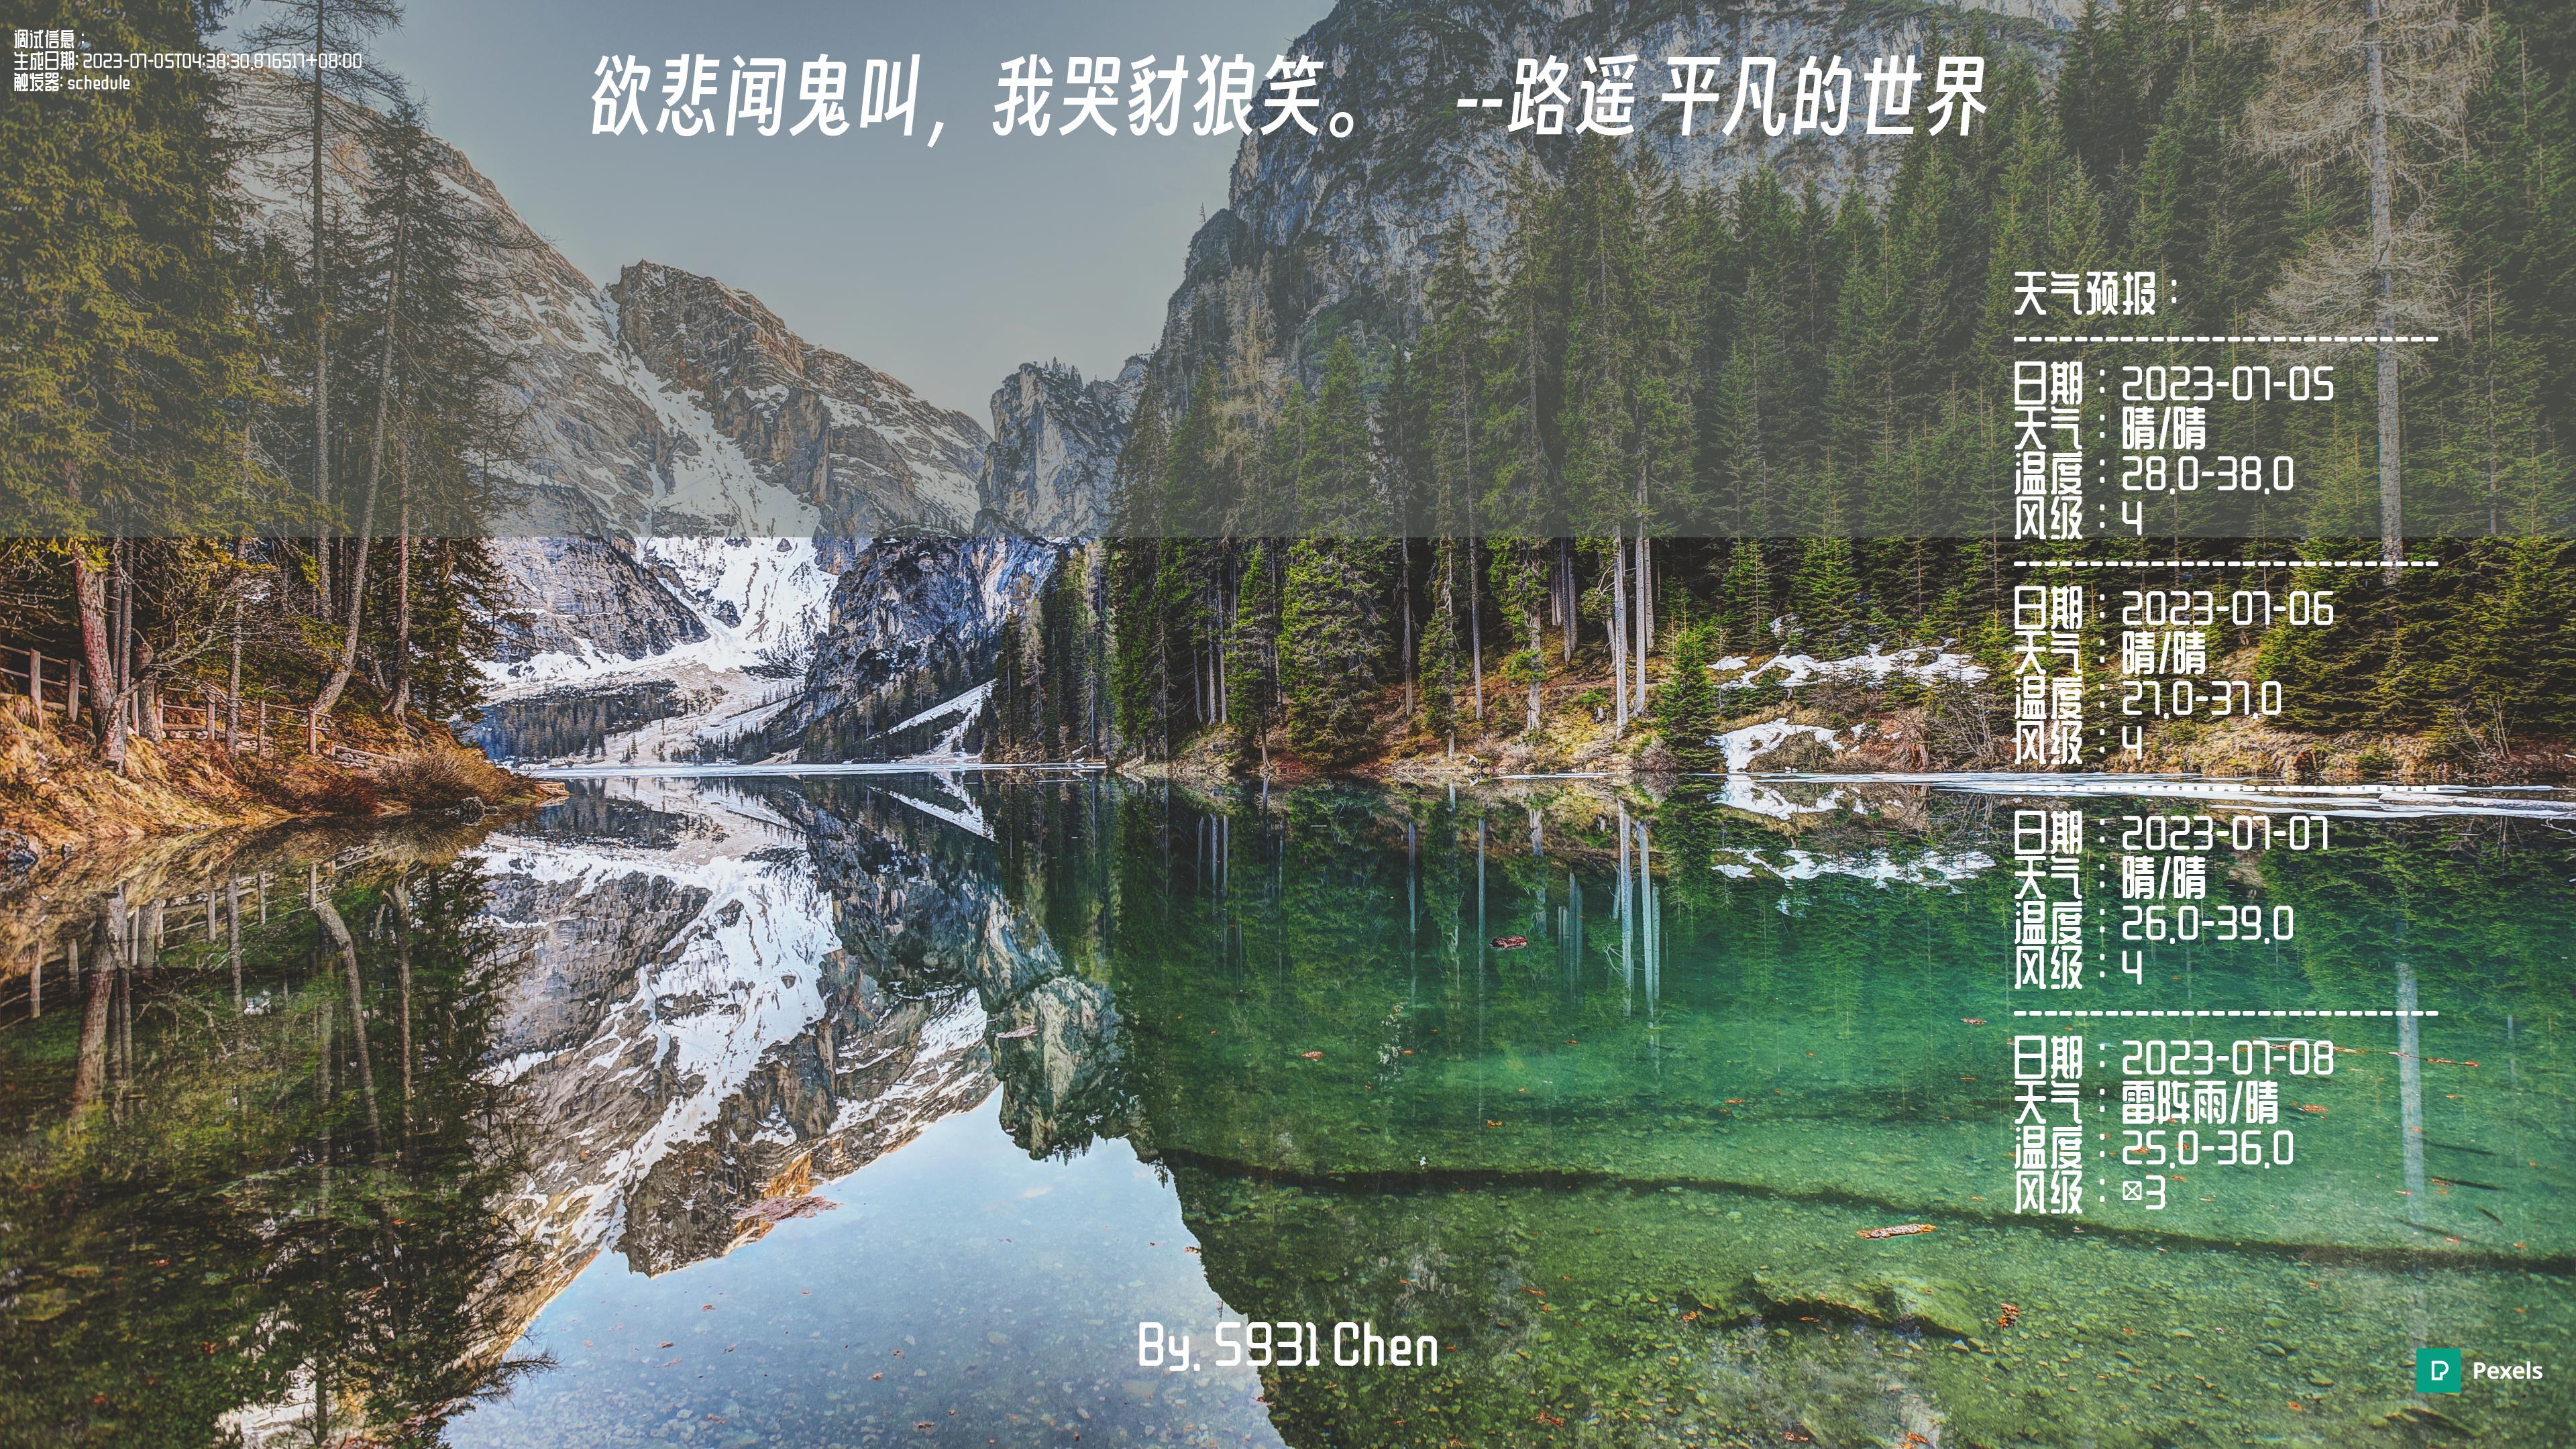 调试信息：
生成日期: 2023-07-05T04:38:30.876517+08:00
触发器: schedule
欲悲闻鬼叫，我哭豺狼笑。 --路遥 平凡的世界
天气预报：
----------------------------
日期：2023-07-05
天气：晴/晴
温度：28.0-38.0
风级：4
----------------------------
日期：2023-07-06
天气：晴/晴
温度：27.0-37.0
风级：4
----------------------------
日期：2023-07-07
天气：晴/晴
温度：26.0-39.0
风级：4
----------------------------
日期：2023-07-08
天气：雷阵雨/晴
温度：25.0-36.0
风级：☒3
By. S931 Chen
Pexels